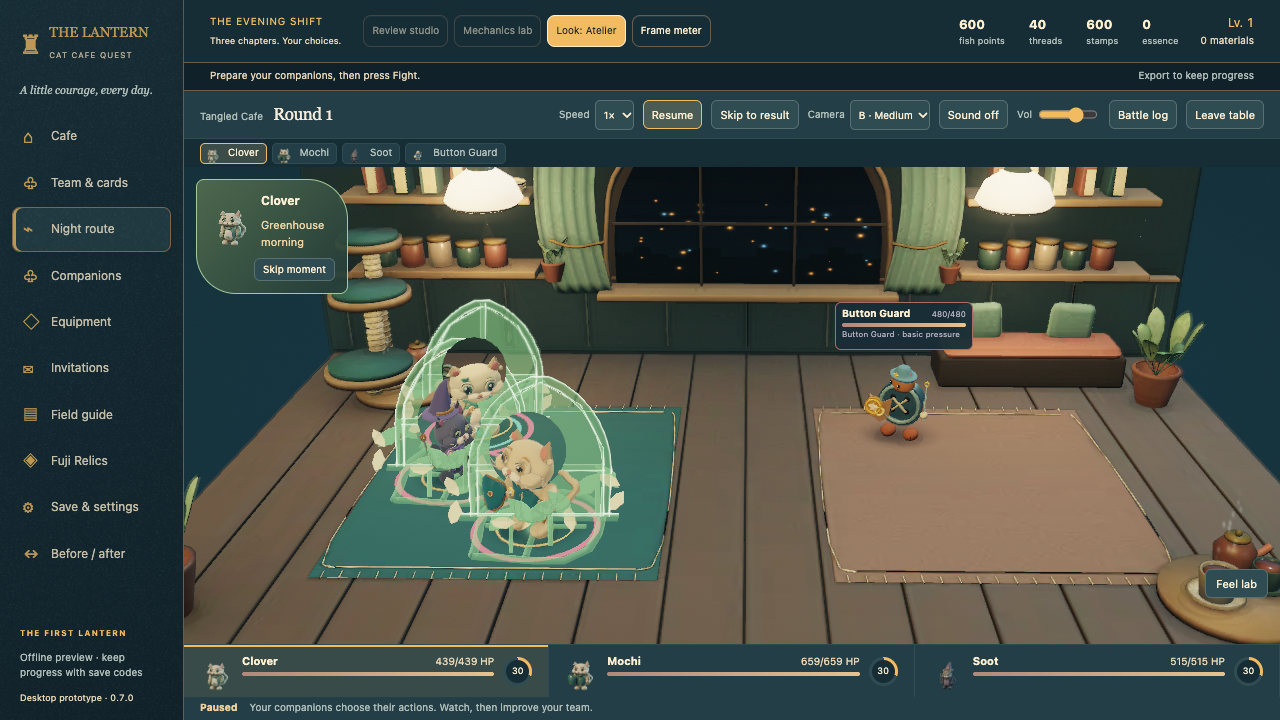 THE LANTERN
CAT CAFE QUEST
A little courage, every day.
Cafe
Team & cards
Night route
Companions
Equipment
Invitations
Field guide
Fuji Relics
Save & settings
Before / after
THE FIRST LANTERN
Offline preview · keep
progress with save codes
Desktop prototype · 0.7.0
THE EVENING SHIFT
Three chapters. Your choices.
Review studio
Mechanics lab
Look: Atelier
Frame meter
600
fish points
40
threads
600
stamps
0
essence
Lv. 1
0 materials
Prepare your companions, then press Fight.
Export to keep progress
Tangled Cafe
Round 1
Speed
1x
Resume
Skip to result
Camera
B · Medium
Sound off
Vol
Battle log
Leave table
Clover
Mochi
Soot
Button Guard
Clover
Greenhouse
morning
Skip moment
Button Guard
480/480
Button Guard · basic pressure
Feel lab
Clover
439/439 HP
30
Mochi
659/659 HP
30
Soot
515/515 HP
30
Paused
Your companions choose their actions. Watch, then improve your team.